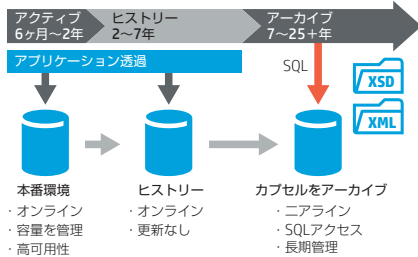 アクティブ
6ヶ月〜2年
ヒストリー
2〜7年
アーカイブ
7〜25+年
アプリケーション透過
SQL
XSD
XML
本番環境
・オンライン
・容量を管理
・高可用性
ヒストリー
・オンライン
・更新なし
カプセルをアーカイブ
・ニアライン
・SQLアクセス
・長期管理